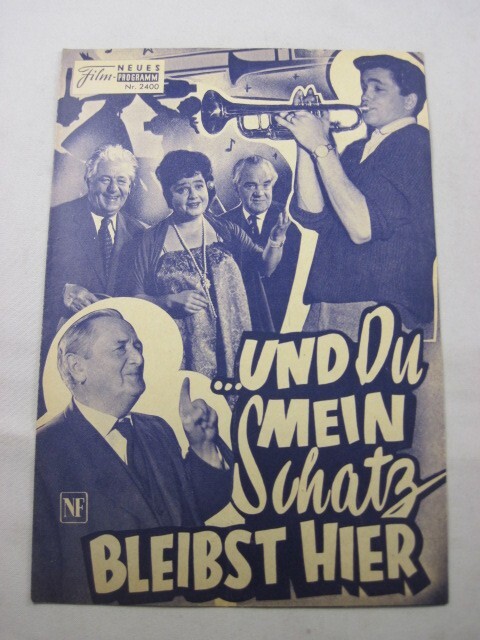 NEUES
Film-PROGRAMM
Nr. 2400
...UND Du
MEIN
Schatz
BLEIBST HIER
NF